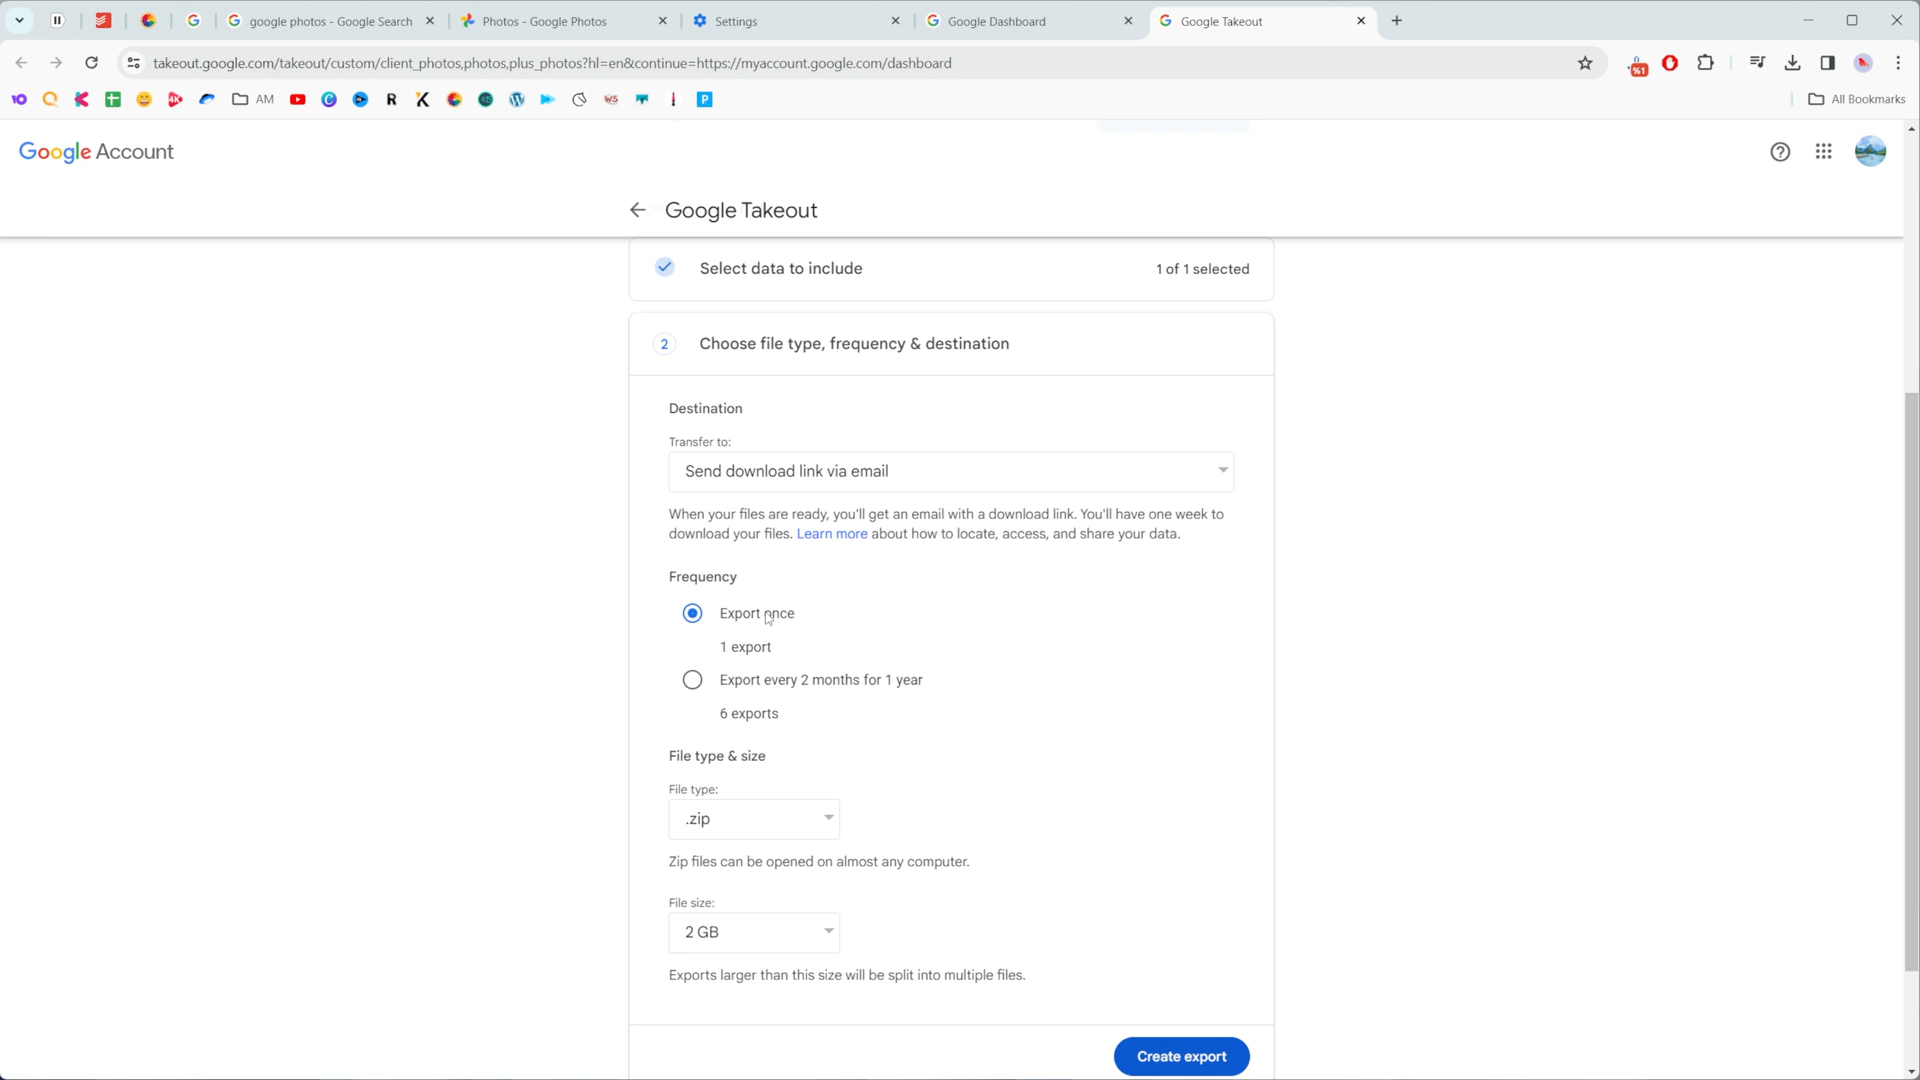 google photos - Google Search
Photos - Google Photos
Settings
Google Dashboard
Google Takeout
takeout.google.com/takeout/custom/client_photos,photos,plus_photos?hl=en&continue=https://myaccount.google.com/dashboard
%1
AM
R
WS
P
All Bookmarks
Google Account
Google Takeout
Select data to include
1 of 1 selected
2
Choose file type, frequency & destination
Destination
Transfer to:
Send download link via email
When your files are ready, you'll get an email with a download link. You'll have one week to
download your files. Learn more about how to locate, access, and share your data.
Frequency
Export once
1 export
Export every 2 months for 1 year
6 exports
File type & size
File type:
.zip
Zip files can be opened on almost any computer.
File size:
2 GB
Exports larger than this size will be split into multiple files.
Create export